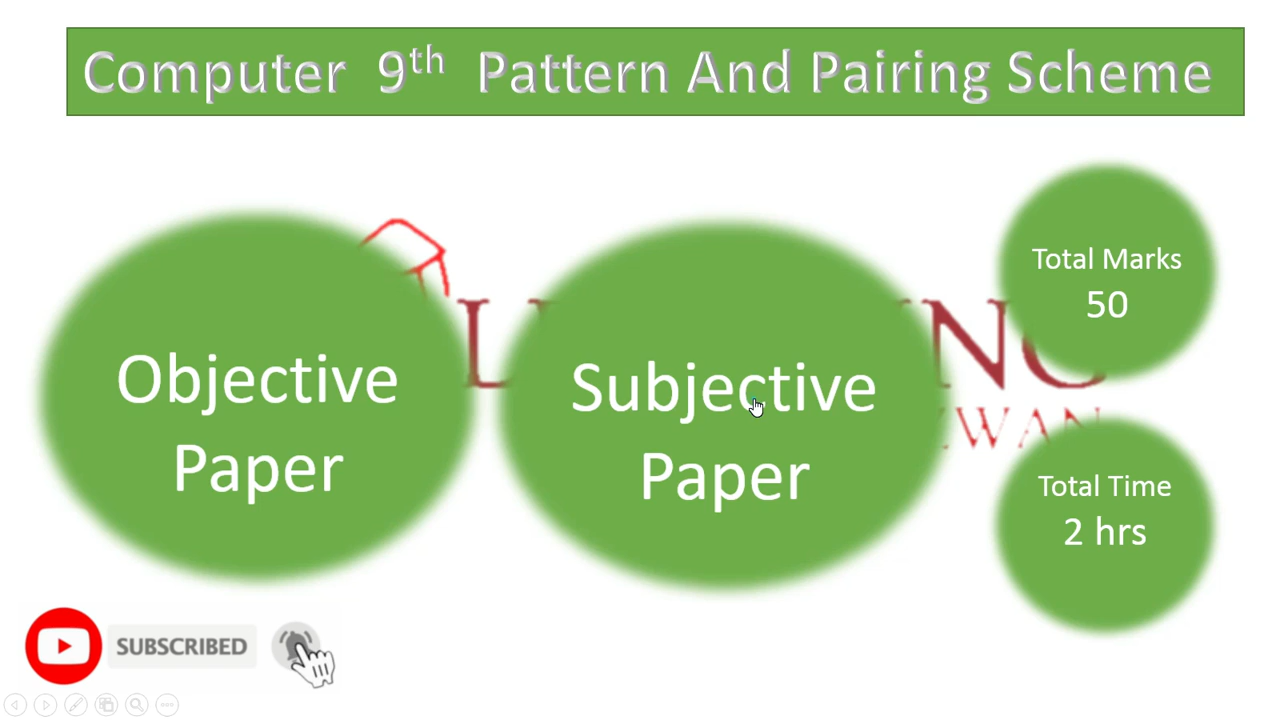 Computer 9th Pattern And Pairing Scheme
Objective
Paper
Subjective
Paper
Total Marks
50
Total Time
2 hrs
SUBSCRIBED